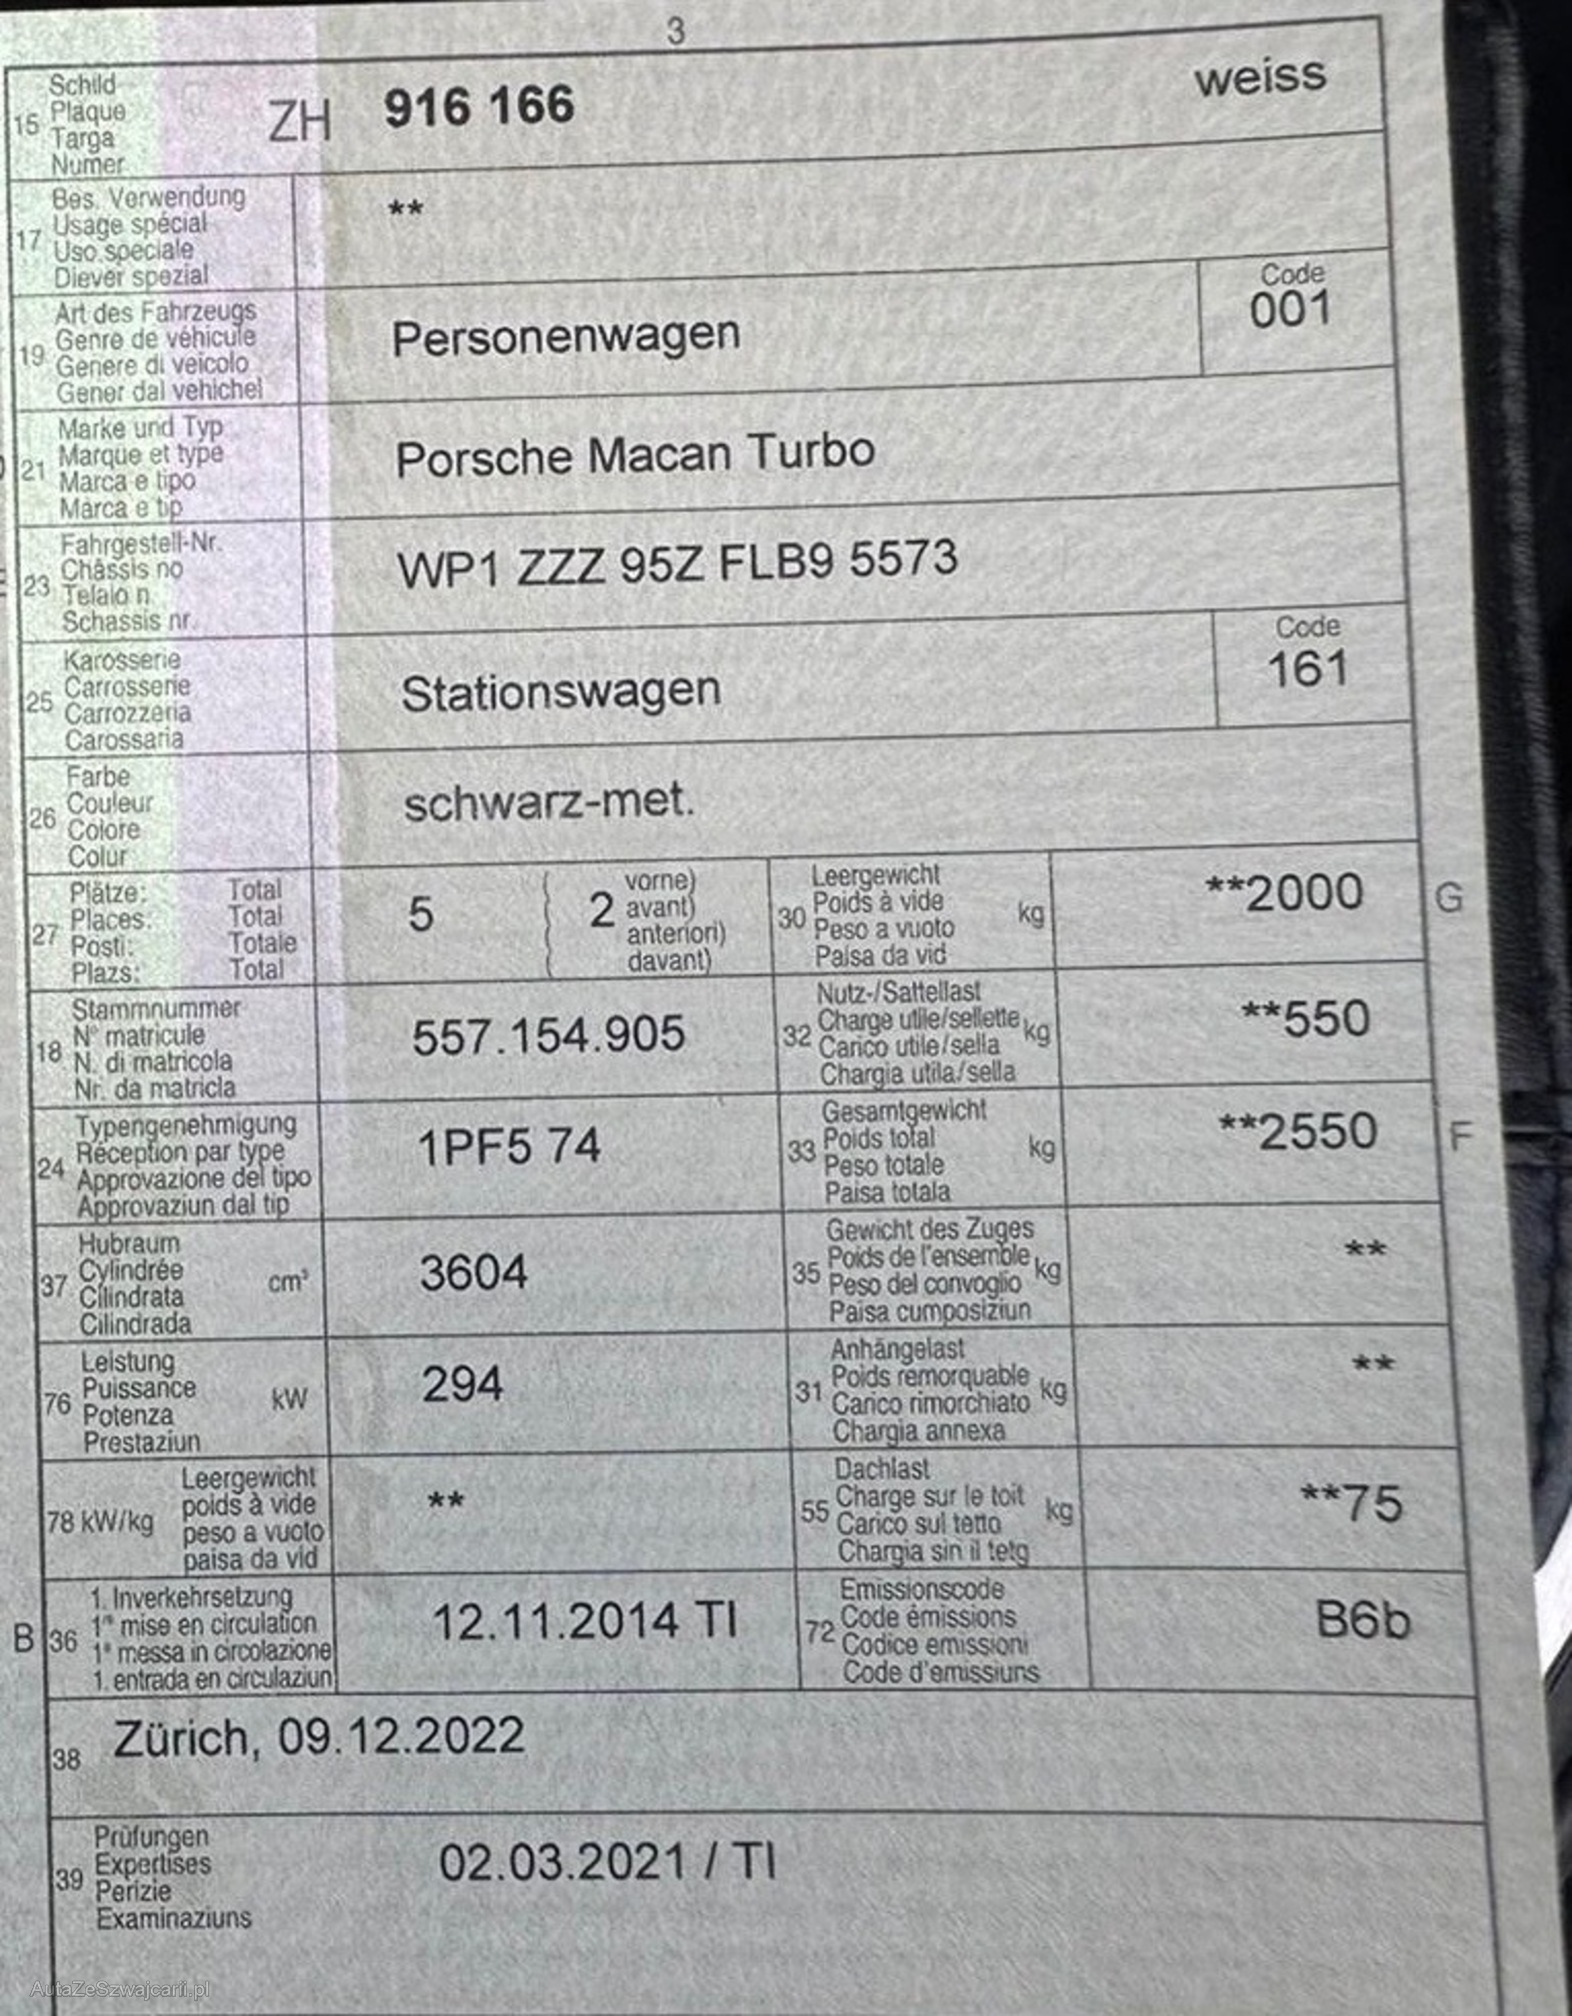 3
15 Schild Plaque Targa Numer ZH 916 166 weiss
17 Bes. Verwendung Usage spécial Uso speciale Diever spezial **
19 Art des Fahrzeugs Genre de véhicule Genere di veicolo Gener dal vehichel Personenwagen Code 001
21 Marke und Typ Marque et type Marca e tipo Marca e tip Porsche Macan Turbo
23 Fahrgestell-Nr. Châssis no Telaio n. Schassis nr. WP1 ZZZ 95Z FLB9 5573
25 Karosserie Carrosserie Carrozzeria Carossaria Stationswagen Code 161
26 Farbe Couleur Colore Colur schwarz-met.
27 Plätze: Total Places: Total Posti: Totale Plazs: Total 5 2 vorne) avant) anteriori) davant)
30 Leergewicht Poids à vide Peso a vuoto Paisa da vid kg **2000 G
18 Stammnummer N° matricule N. di matricola Nr. da matricla 557.154.905
32 Nutz-/Sattellast Charge utile/sellette Carico utile/sella Chargia utila/sella kg **550
24 Typengenehmigung Réception par type Approvazione del tipo Approvaziun dal tip 1PF5 74
33 Gesamtgewicht Poids total Peso totale Paisa totala kg **2550 F
37 Hubraum Cylindrée Cilindrata Cilindrada cm³ 3604
35 Gewicht des Zuges Poids de l'ensemble Peso del convoglio Paisa cumposiziun kg **
76 Leistung Puissance Potenza Prestaziun kW 294
31 Anhängelast Poids remorquable Carico rimorchiato Chargia annexa kg **
78 kW/kg Leergewicht poids à vide peso a vuoto paisa da vid **
55 Dachlast Charge sur le toit Carico sul tetto Chargia sin il tetg kg **75
B 36 1. Inverkehrsetzung 1re mise en circulation 1a messa in circolazione 1. entrada en circulaziun 12.11.2014 TI
72 Emissionscode Code émissions Codice emissioni Code d'emissiuns B6b
38 Zürich, 09.12.2022
39 Prüfungen Expertises Perizie Examinaziuns 02.03.2021 / TI
AutaZeSzwajcarii.pl